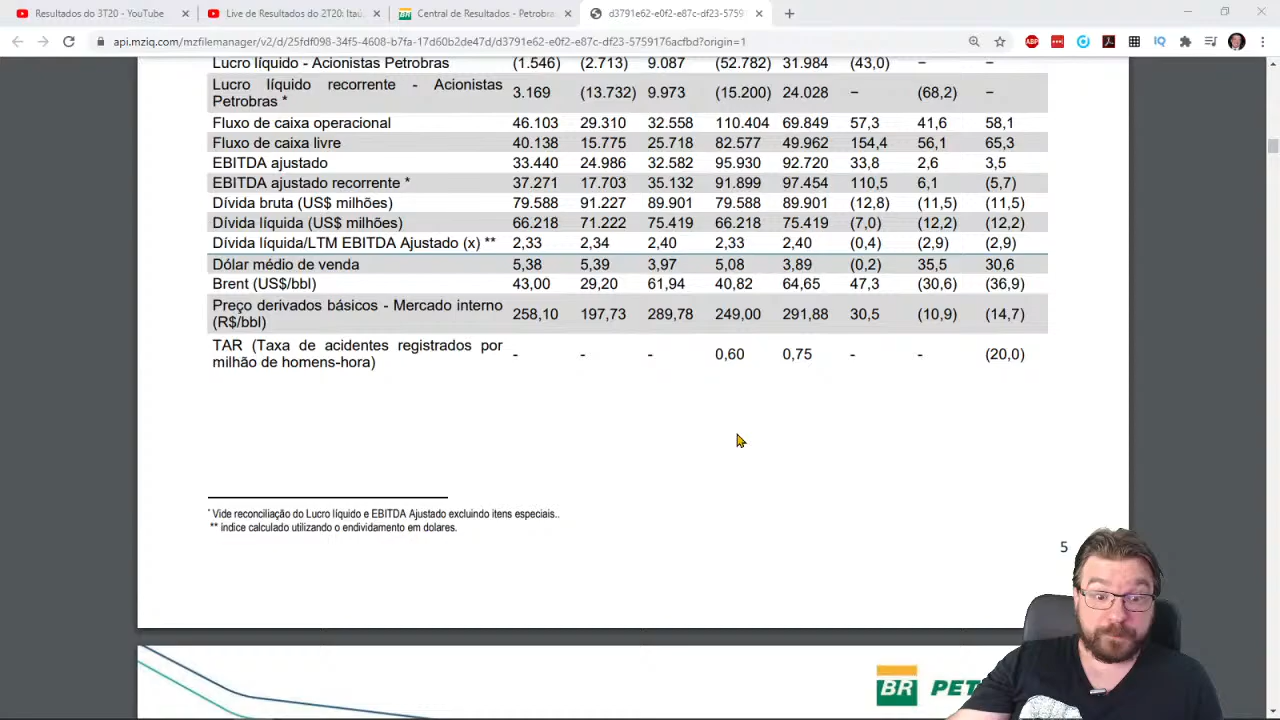 Resultados do 3T20 - YouTube
Live de Resultados do 2T20: Itaú,
Central de Resultados - Petrobra
d3791e62-e0f2-e87c-df23-5759
api.mziq.com/mzfilemanager/v2/d/25fdf098-34f5-4608-b7fa-17d60b2de47d/d3791e62-e0f2-e87c-df23-5759176acfbd?origin=1
ABP
IQ
Lucro líquido - Acionistas Petrobras (1.546) (2.713) 9.087 (52.782) 31.984 (43,0) – –
Lucro líquido recorrente - Acionistas
Petrobras * 3.169 (13.732) 9.973 (15.200) 24.028 – (68,2) –
Fluxo de caixa operacional 46.103 29.310 32.558 110.404 69.849 57,3 41,6 58,1
Fluxo de caixa livre 40.138 15.775 25.718 82.577 49.962 154,4 56,1 65,3
EBITDA ajustado 33.440 24.986 32.582 95.930 92.720 33,8 2,6 3,5
EBITDA ajustado recorrente * 37.271 17.703 35.132 91.899 97.454 110,5 6,1 (5,7)
Dívida bruta (US$ milhões) 79.588 91.227 89.901 79.588 89.901 (12,8) (11,5) (11,5)
Dívida líquida (US$ milhões) 66.218 71.222 75.419 66.218 75.419 (7,0) (12,2) (12,2)
Dívida líquida/LTM EBITDA Ajustado (x) ** 2,33 2,34 2,40 2,33 2,40 (0,4) (2,9) (2,9)
Dólar médio de venda 5,38 5,39 3,97 5,08 3,89 (0,2) 35,5 30,6
Brent (US$/bbl) 43,00 29,20 61,94 40,82 64,65 47,3 (30,6) (36,9)
Preço derivados básicos - Mercado interno
(R$/bbl) 258,10 197,73 289,78 249,00 291,88 30,5 (10,9) (14,7)
TAR (Taxa de acidentes registrados por
milhão de homens-hora) - - - 0,60 0,75 - - (20,0)
* Vide reconciliação do Lucro líquido e EBITDA Ajustado excluindo itens especiais..
** índice calculado utilizando o endividamento em dolares.
5
BR PET